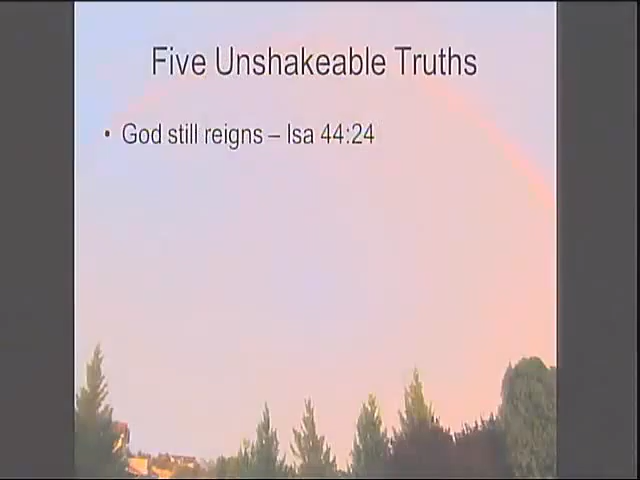 Five Unshakeable Truths
• God still reigns – Isa 44:24